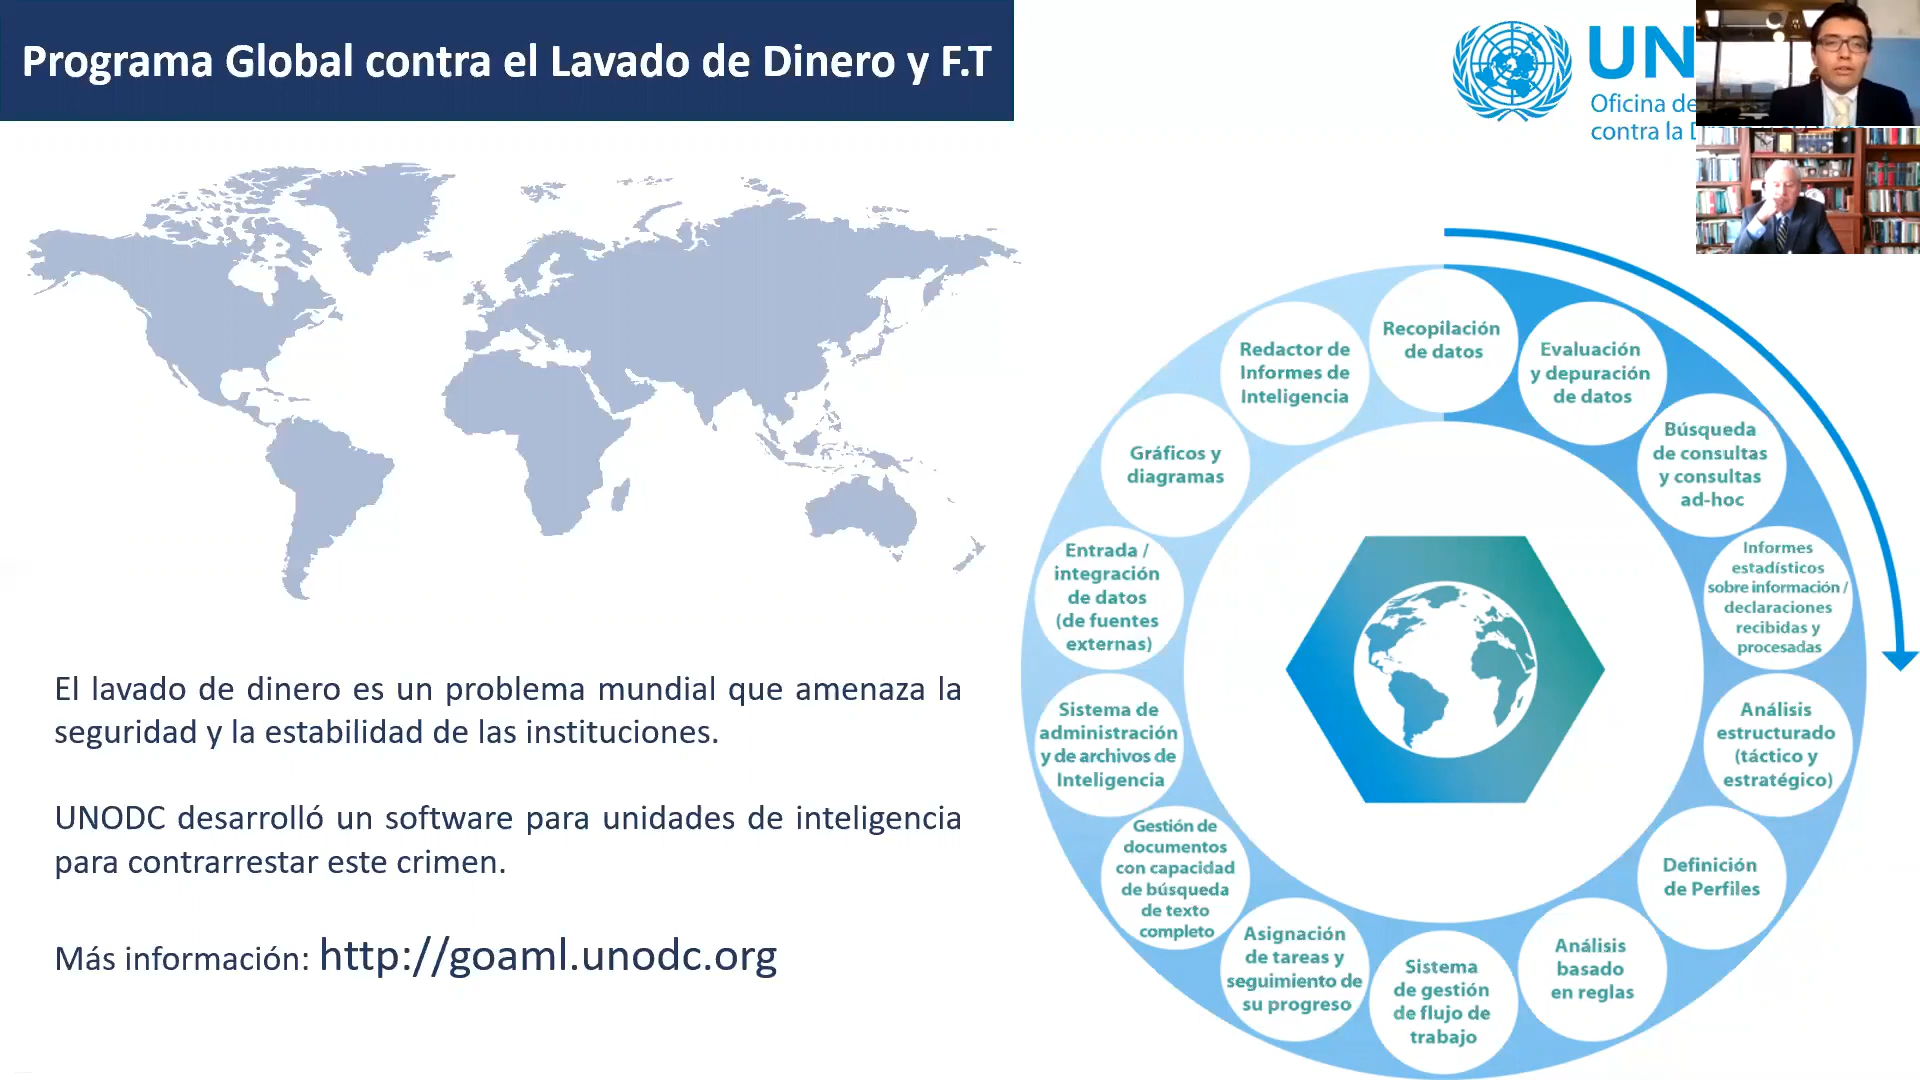 Programa Global contra el Lavado de Dinero y F.T
UN
Oficina de
contra la
El lavado de dinero es un problema mundial que amenaza la
seguridad y la estabilidad de las instituciones.
UNODC desarrolló un software para unidades de inteligencia
para contrarrestar este crimen.
Más información: http://goaml.unodc.org
Recopilación
de datos
Evaluación
y depuración
de datos
Búsqueda
de consultas
y consultas
ad-hoc
Informes
estadísticos
sobre información /
declaraciones
recibidas y
procesadas
Análisis
estructurado
(táctico y
estratégico)
Definición
de Perfiles
Análisis
basado
en reglas
Sistema
de gestión
de flujo de
trabajo
Asignación
de tareas y
seguimiento de
su progreso
Gestión de
documentos
con capacidad
de búsqueda
de texto
completo
Sistema de
administración
y de archivos de
Inteligencia
Entrada /
integración
de datos
(de fuentes
externas)
Gráficos y
diagramas
Redactor de
Informes de
Inteligencia